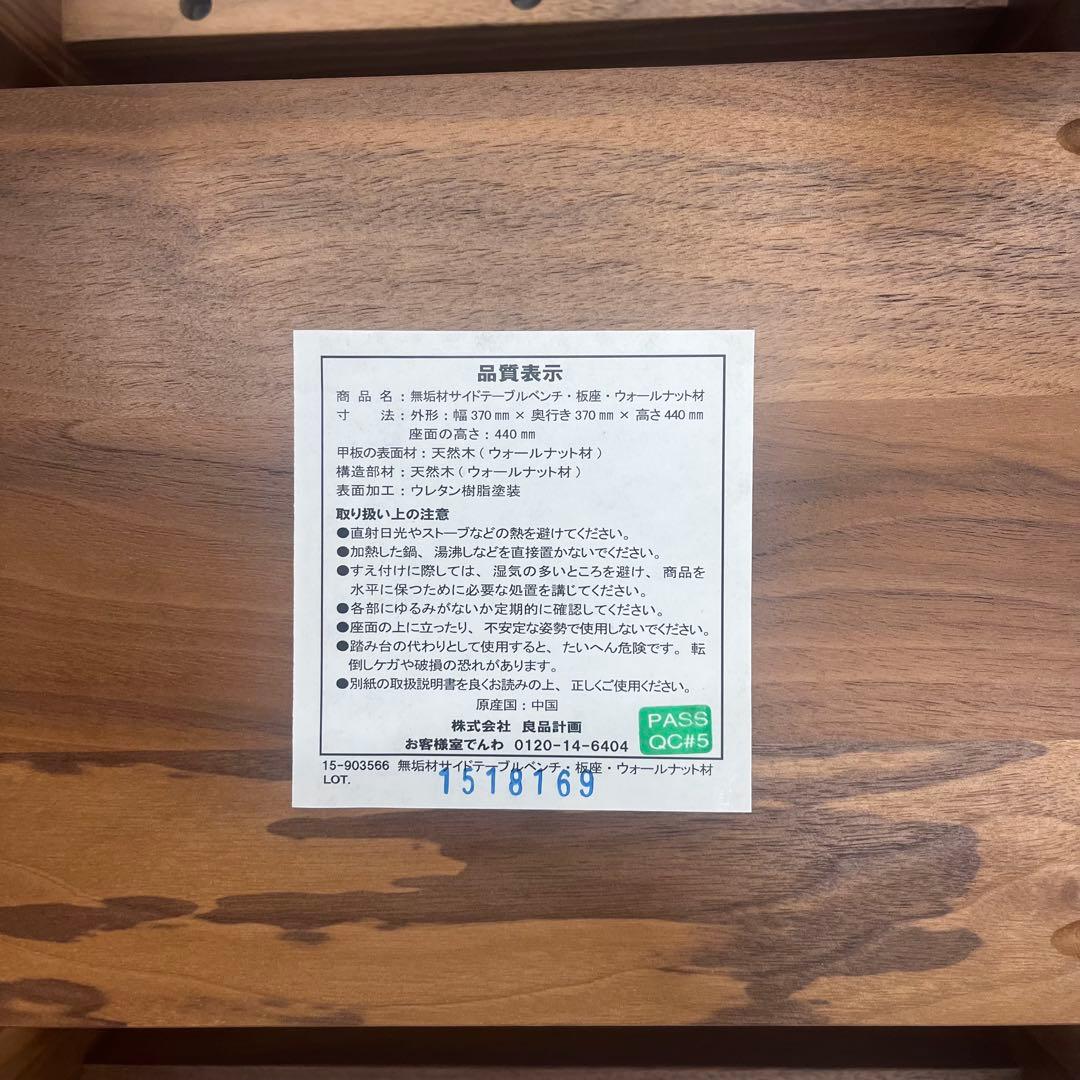 品質表示
商品名：無垢材サイドテーブルベンチ・板座・ウォールナット材
寸　法：外形：幅370㎜×奥行き370㎜×高さ440㎜
座面の高さ：440㎜
甲板の表面材：天然木（ウォールナット材）
構造部材：天然木（ウォールナット材）
表面加工：ウレタン樹脂塗装
取り扱い上の注意
●直射日光やストーブなどの熱を避けてください。
●加熱した鍋、湯沸しなどを直接置かないでください。
●すえ付けに際しては、湿気の多いところを避け、商品を
水平に保つために必要な処置を講じてください。
●各部にゆるみがないか定期的に確認してください。
●座面の上に立ったり、不安定な姿勢で使用しないでください。
●踏み台の代わりとして使用すると、たいへん危険です。転
倒しケガや破損の恐れがあります。
●別紙の取扱説明書を良くお読みの上、正しくご使用ください。
原産国：中国
株式会社 良品計画
お客様室でんわ 0120-14-6404
PASS
QC#5
15-903566 無垢材サイドテーブルベンチ・板座・ウォールナット材
LOT. 1518169